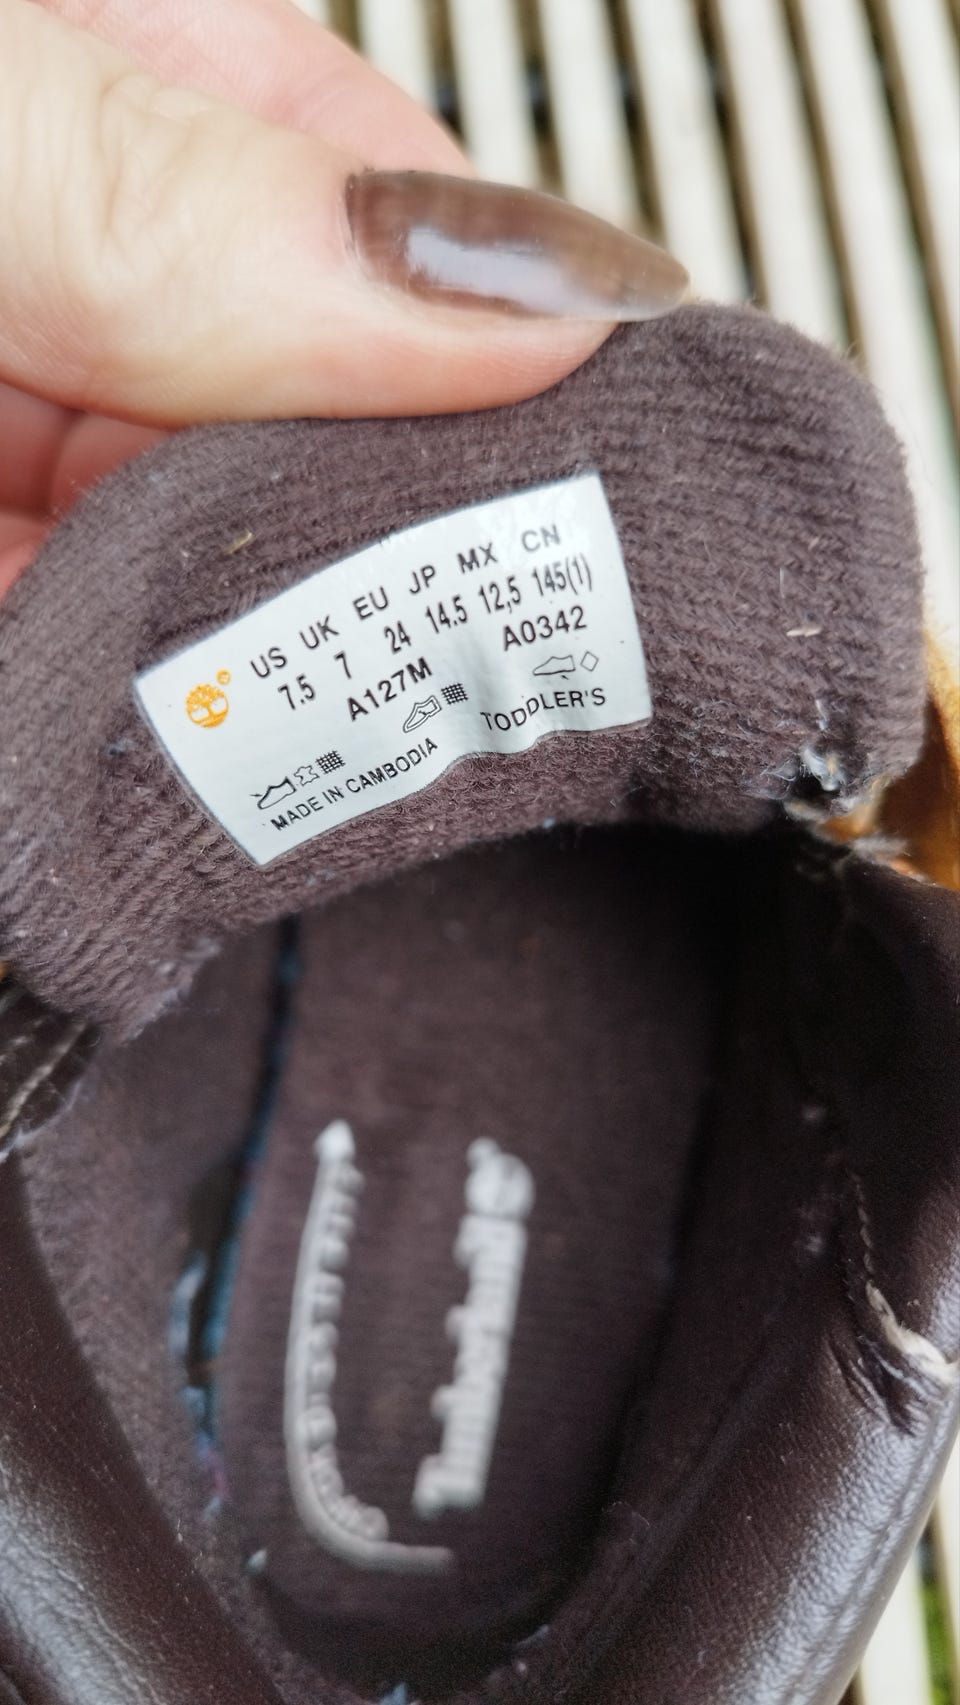 US UK EU JP MX CN
7.5 7 24 14.5 12,5 145(1)
A127M A0342
MADE IN CAMBODIA TODDLER'S
Timberland